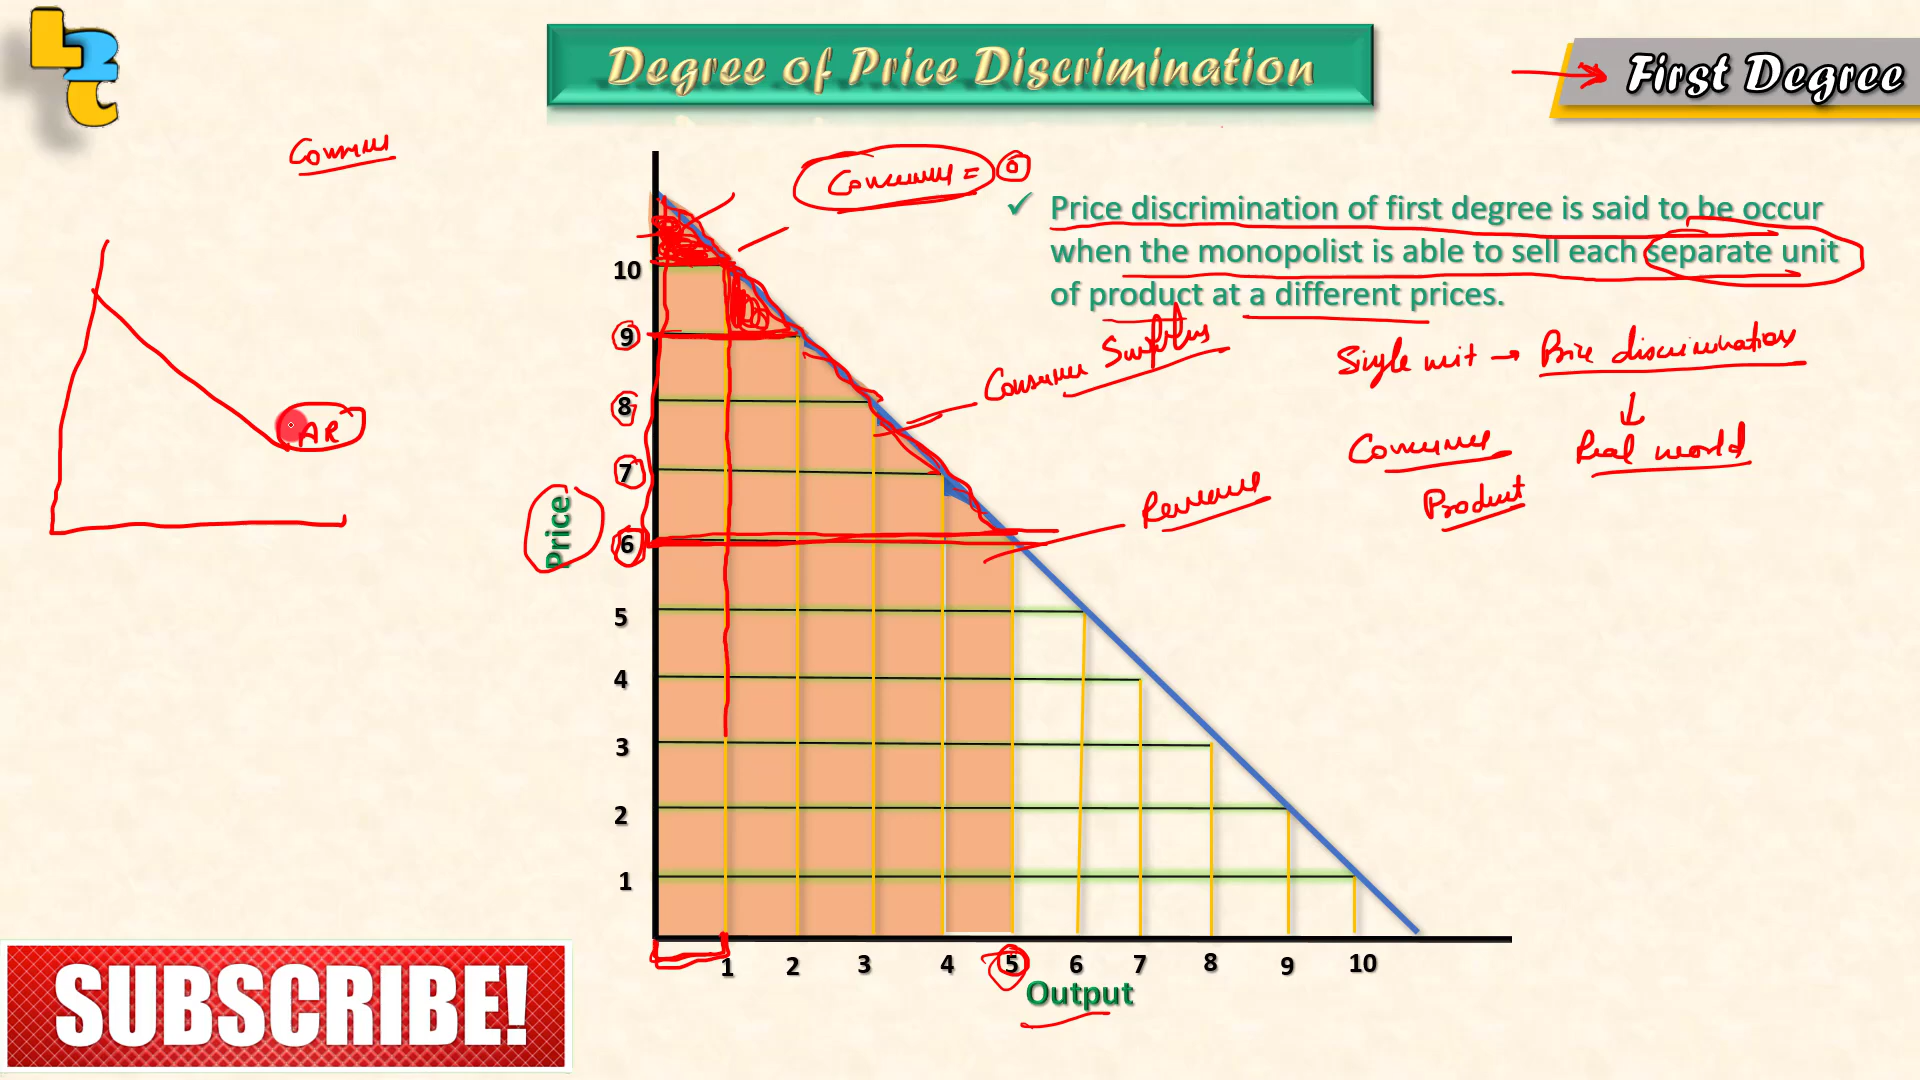 L2C
Degree of Price Discrimination
First Degree
Price discrimination of first degree is said to be occur
when the monopolist is able to sell each separate unit
of product at a different prices.
Consumer Surplus
Single unit → Price discrimination
Real world
Product
Revenue
AR
10
9
8
7
6
5
4
3
2
1
Price
1 2 3 4 5 6 7 8 9 10
Output
SUBSCRIBE!